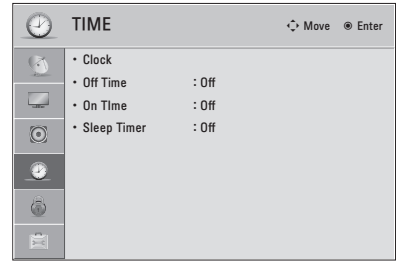 TIME Move Enter
• Clock
• Off Time : Off
• On TIme : Off
• Sleep Timer : Off